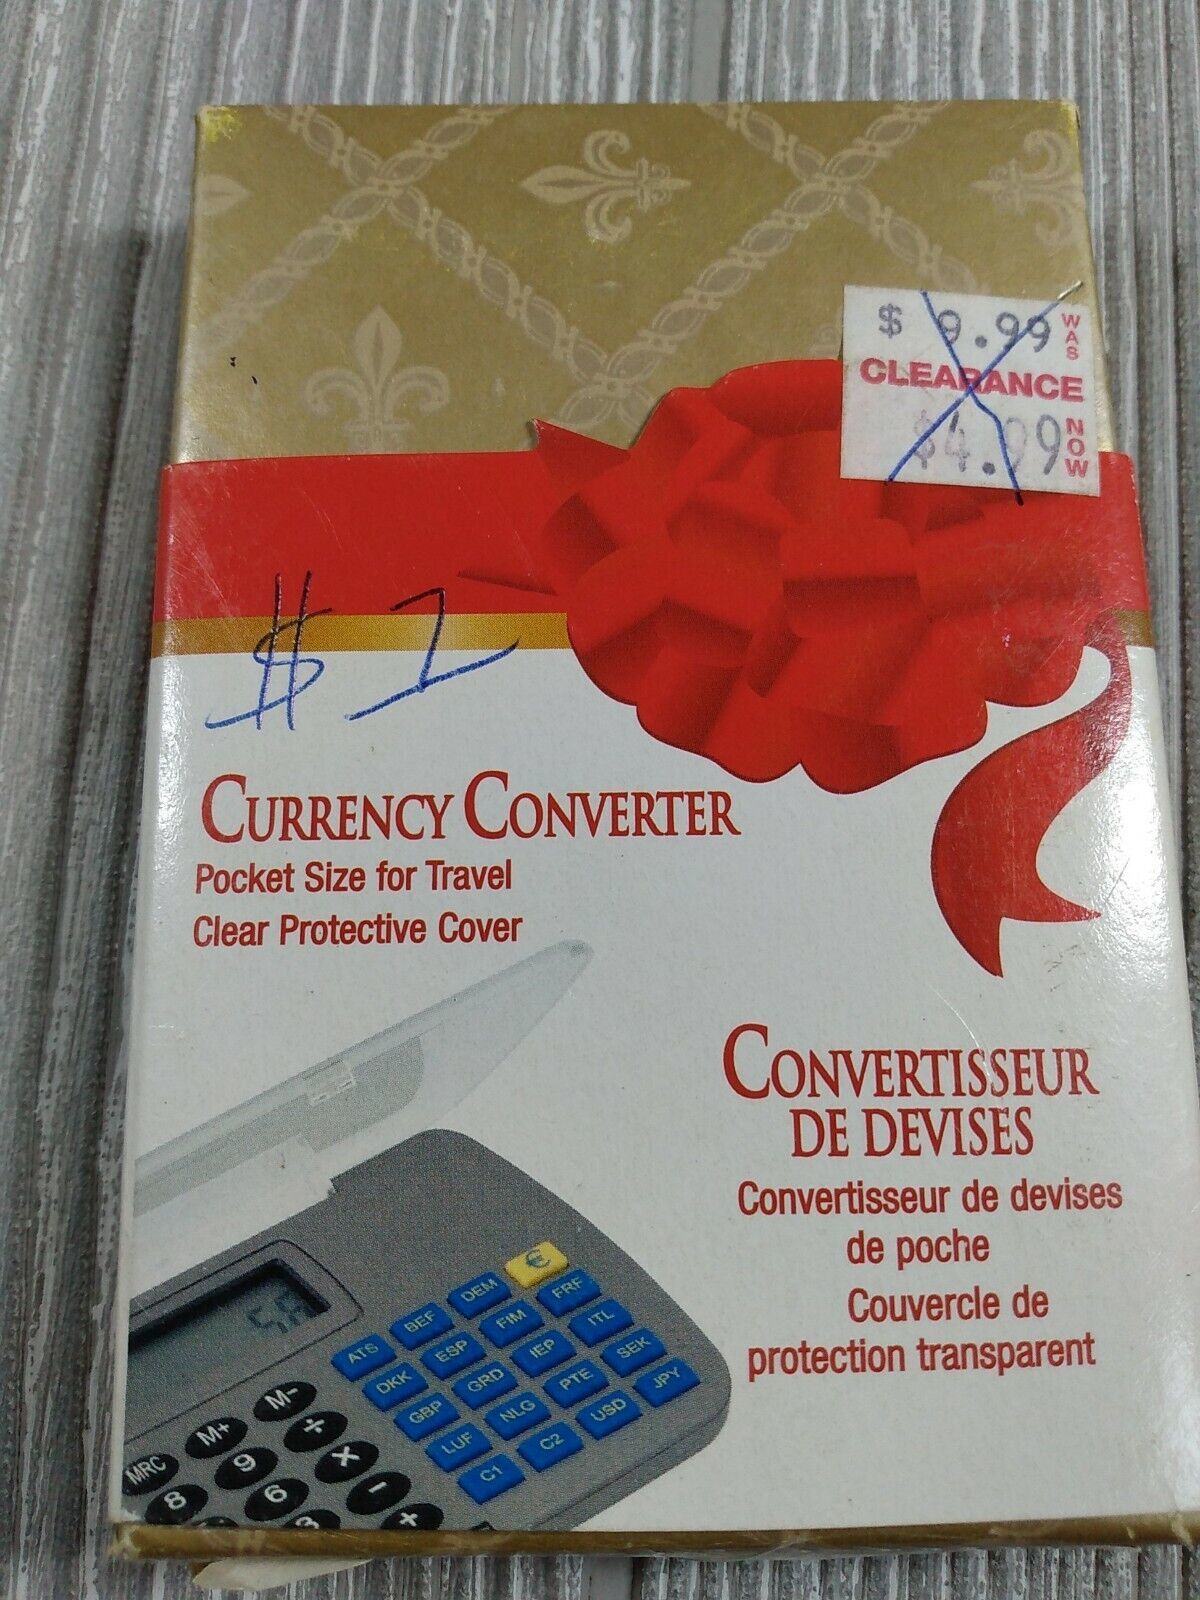 $ 9.99 WAS
CLEARANCE
$4.99 NOW
$1
CURRENCY CONVERTER
Pocket Size for Travel
Clear Protective Cover
CONVERTISSEUR
DE DEVISES
Convertisseur de devises
de poche
Couvercle de
protection transparent
€
ATS BEF DEM FRF
DKK ESP FIM ITL
GBP GRD IEP SEK
LUF NLG PTE JPY
C1 C2 USD
MRC M+ M-
8 9 ÷
6 ×
3 -
+